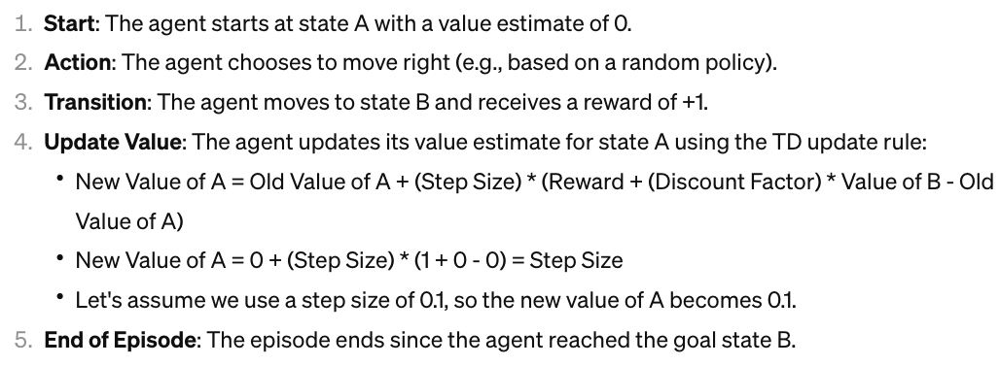 1. Start: The agent starts at state A with a value estimate of 0.
2. Action: The agent chooses to move right (e.g., based on a random policy).
3. Transition: The agent moves to state B and receives a reward of +1.
4. Update Value: The agent updates its value estimate for state A using the TD update rule:
• New Value of A = Old Value of A + (Step Size) * (Reward + (Discount Factor) * Value of B - Old
Value of A)
• New Value of A = 0 + (Step Size) * (1 + 0 - 0) = Step Size
• Let's assume we use a step size of 0.1, so the new value of A becomes 0.1.
5. End of Episode: The episode ends since the agent reached the goal state B.